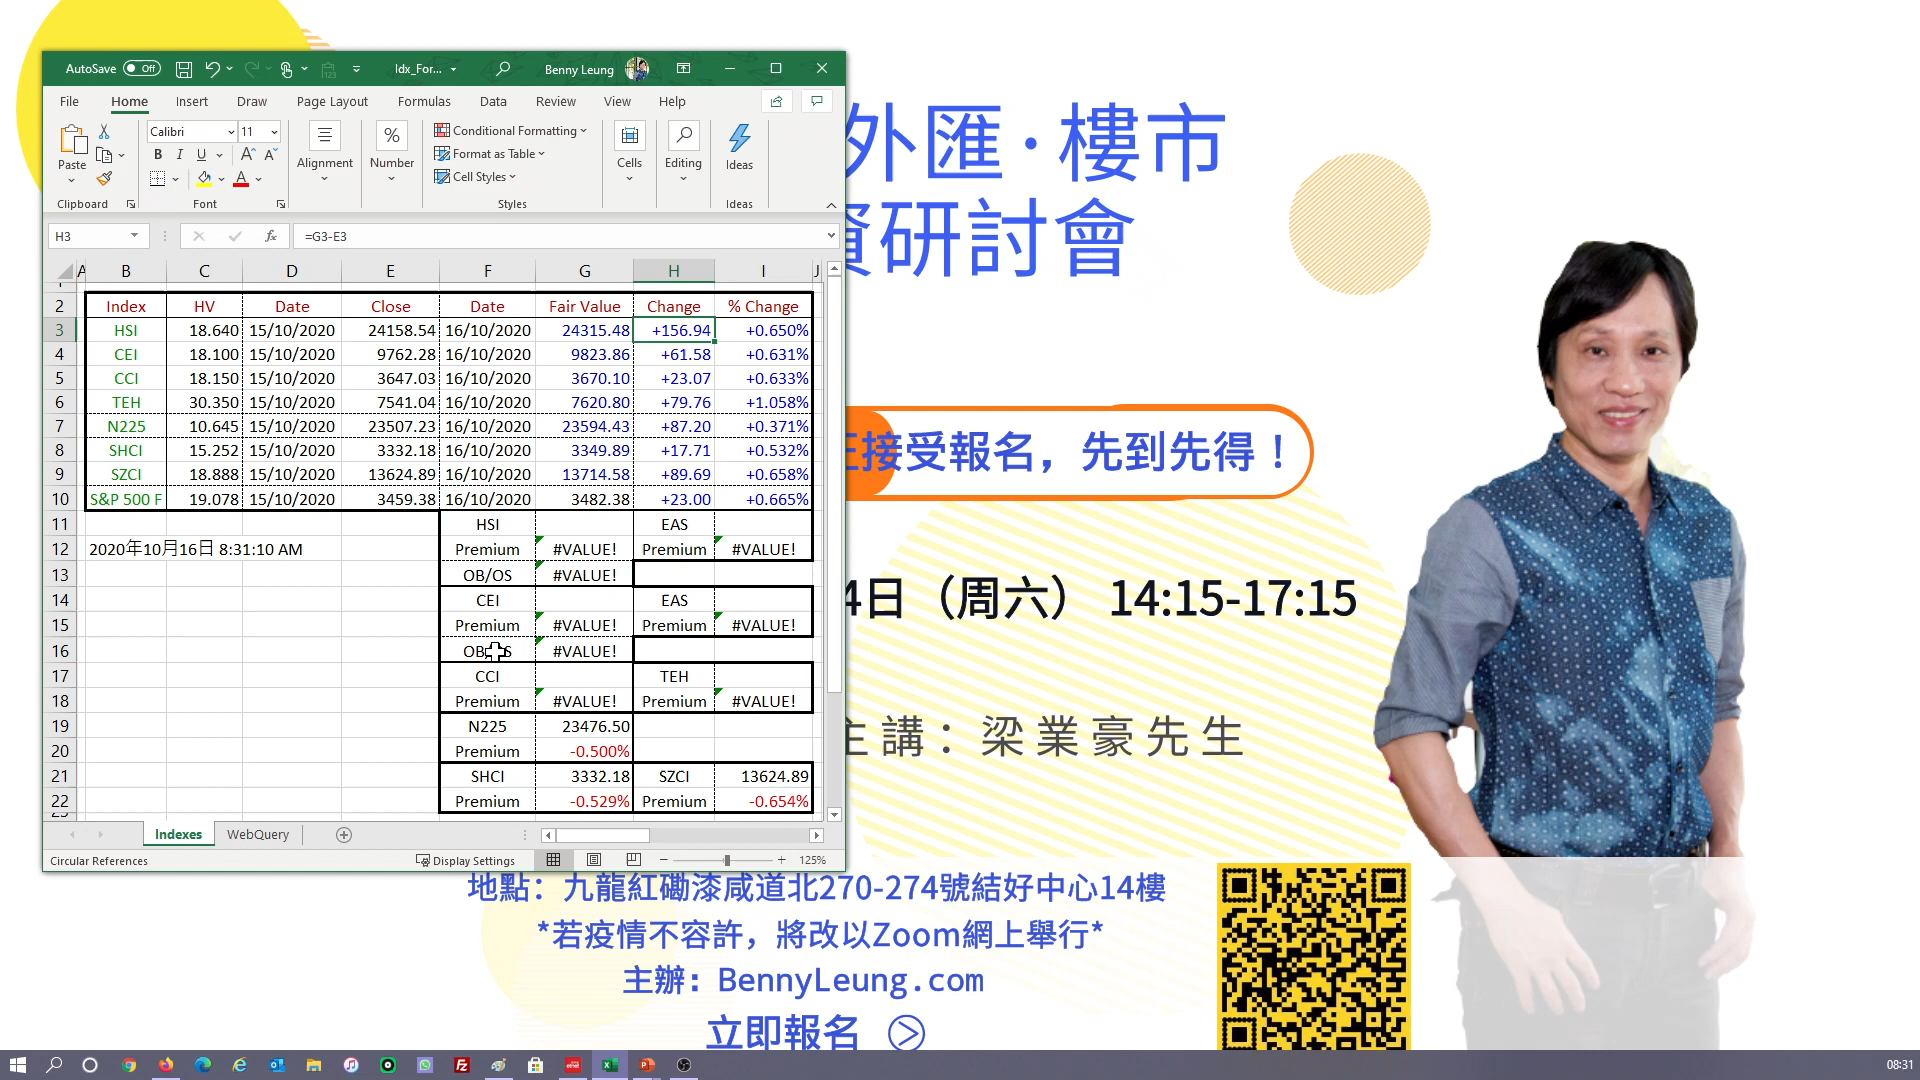 AutoSave Off Idx_For... Benny Leung
File Home Insert Draw Page Layout Formulas Data Review View Help
Paste Calibri 11 B I U A A A Alignment % Number Conditional Formatting Format as Table Cell Styles Cells Editing Ideas
Clipboard Font Styles Ideas
H3 fx =G3-E3
A B C D E F G H I J
2 Index HV Date Close Date Fair Value Change % Change
3 HSI 18.640 15/10/2020 24158.54 16/10/2020 24315.48 +156.94 +0.650%
4 CEI 18.100 15/10/2020 9762.28 16/10/2020 9823.86 +61.58 +0.631%
5 CCI 18.150 15/10/2020 3647.03 16/10/2020 3670.10 +23.07 +0.633%
6 TEH 30.350 15/10/2020 7541.04 16/10/2020 7620.80 +79.76 +1.058%
7 N225 10.645 15/10/2020 23507.23 16/10/2020 23594.43 +87.20 +0.371%
8 SHCI 15.252 15/10/2020 3332.18 16/10/2020 3349.89 +17.71 +0.532%
9 SZCI 18.888 15/10/2020 13624.89 16/10/2020 13714.58 +89.69 +0.658%
10 S&P 500 F 19.078 15/10/2020 3459.38 16/10/2020 3482.38 +23.00 +0.665%
11 HSI EAS
12 2020年10月16日 8:31:10 AM Premium #VALUE! Premium #VALUE!
13 OB/OS #VALUE!
14 CEI EAS
15 Premium #VALUE! Premium #VALUE!
16 #VALUE!
17 CCI TEH
18 Premium #VALUE! Premium #VALUE!
19 N225 23476.50
20 Premium -0.500%
21 SHCI 3332.18 SZCI 13624.89
22 Premium -0.529% Premium -0.654%
Indexes WebQuery
Circular References Display Settings 125%
外匯·樓市
資研討會
正接受報名，先到先得！
4日（周六） 14:15-17:15
主講：梁業豪先生
地點：九龍紅磡漆咸道北270-274號結好中心14樓
*若疫情不容許，將改以Zoom網上舉行*
主辦：BennyLeung.com
立即報名
08:31